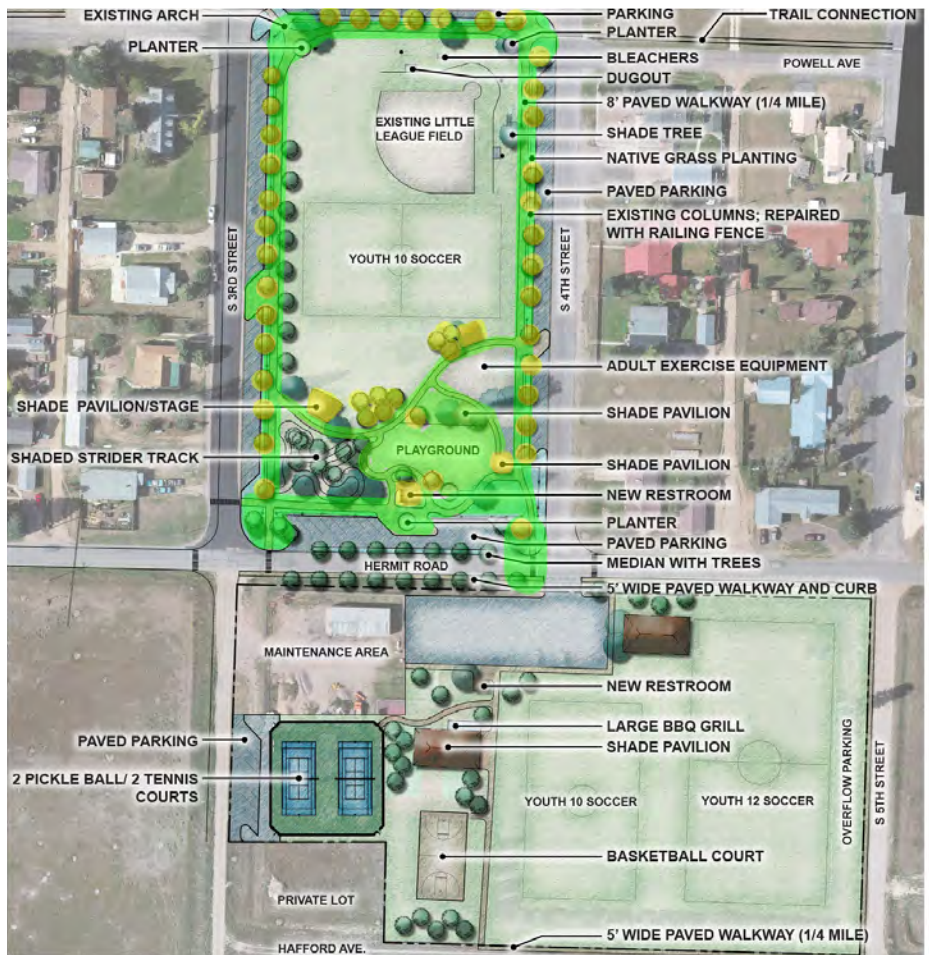 EXISTING ARCH
PARKING
TRAIL CONNECTION
PLANTER
PLANTER
BLEACHERS
POWELL AVE
DUGOUT
8' PAVED WALKWAY (1/4 MILE)
EXISTING LITTLE
LEAGUE FIELD
SHADE TREE
NATIVE GRASS PLANTING
PAVED PARKING
EXISTING COLUMNS; REPAIRED
WITH RAILING FENCE
S 3RD STREET
YOUTH 10 SOCCER
S 4TH STREET
ADULT EXERCISE EQUIPMENT
SHADE PAVILION/STAGE
SHADE PAVILION
SHADED STRIDER TRACK
PLAYGROUND
SHADE PAVILION
NEW RESTROOM
PLANTER
PAVED PARKING
MEDIAN WITH TREES
HERMIT ROAD
5' WIDE PAVED WALKWAY AND CURB
MAINTENANCE AREA
NEW RESTROOM
LARGE BBQ GRILL
PAVED PARKING
SHADE PAVILION
2 PICKLE BALL/ 2 TENNIS
COURTS
YOUTH 10 SOCCER
YOUTH 12 SOCCER
OVERFLOW PARKING
S 5TH STREET
BASKETBALL COURT
PRIVATE LOT
HAFFORD AVE.
5' WIDE PAVED WALKWAY (1/4 MILE)